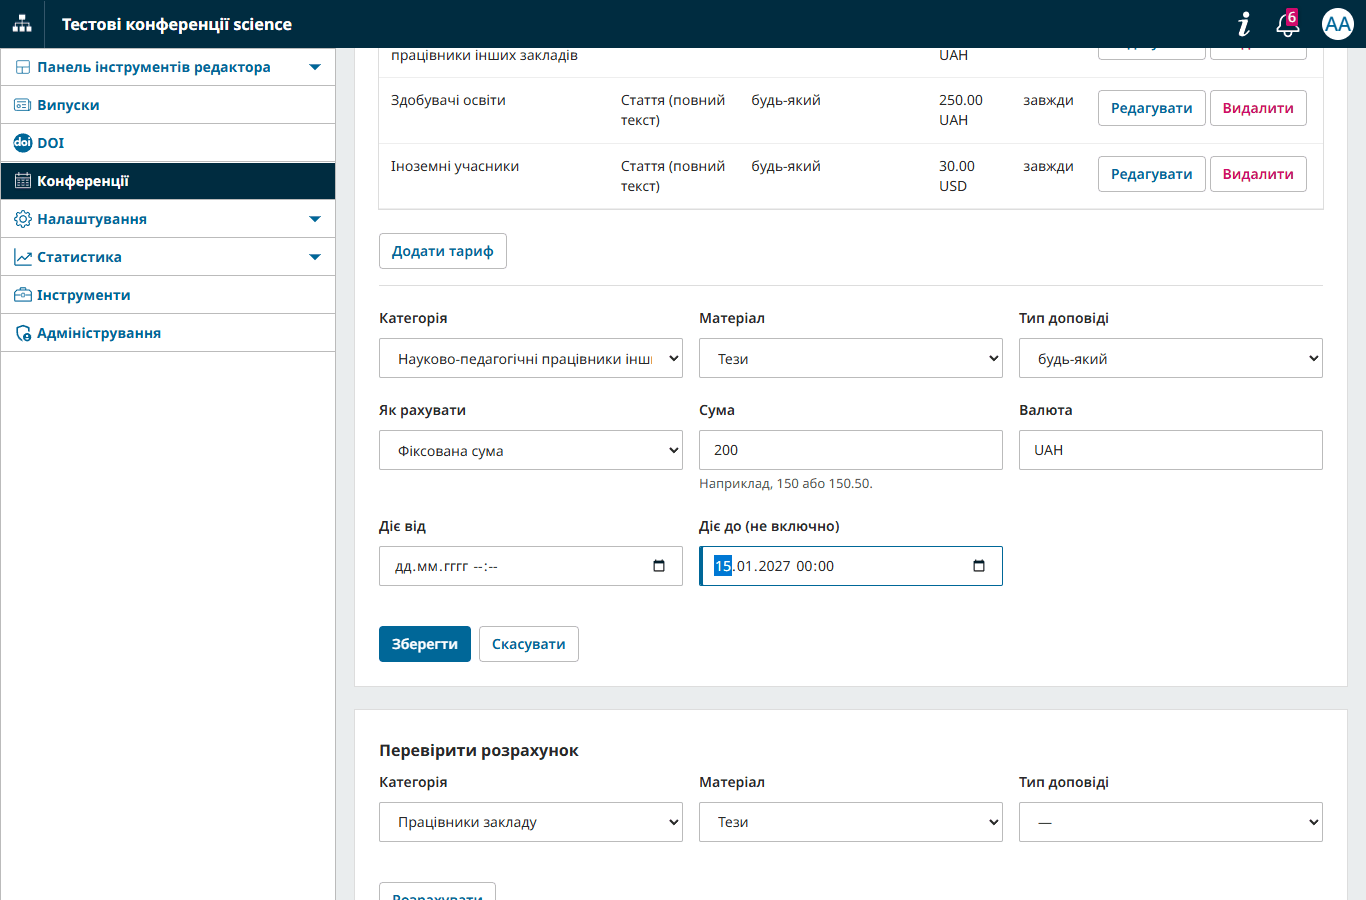 Тестові конференції science
6
AA
Панель інструментів редактора
Випуски
doi DOI
Конференції
Налаштування
Статистика
Інструменти
Адміністрування
працівники інших закладів
UAH
Здобувачі освіти
Стаття (повний текст)
будь-який
250.00 UAH
завжди
Редагувати
Видалити
Іноземні учасники
Стаття (повний текст)
будь-який
30.00 USD
завжди
Редагувати
Видалити
Додати тариф
Категорія
Матеріал
Тип доповіді
Науково-педагогічні працівники інш
Тези
будь-який
Як рахувати
Сума
Валюта
Фіксована сума
200
UAH
Наприклад, 150 або 150.50.
Діє від
Діє до (не включно)
дд.мм.гггг --:--
15.01.2027 00:00
Зберегти
Скасувати
Перевірити розрахунок
Категорія
Матеріал
Тип доповіді
Працівники закладу
Тези
—
Розрахувати